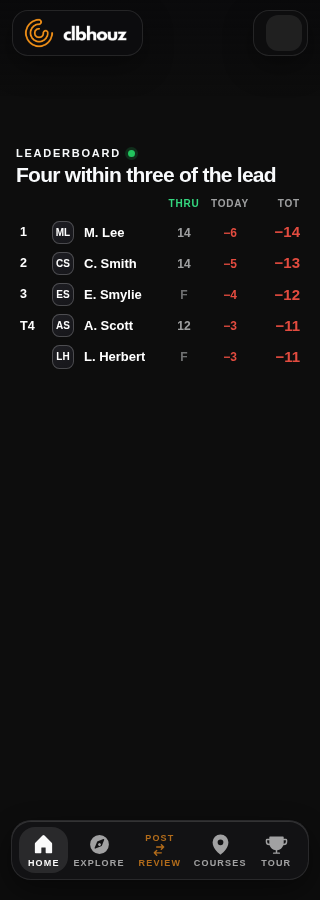 clbhouz
LEADERBOARD
Four within three of the lead
THRU TODAY TOT
1 ML M. Lee 14 −6 −14
2 CS C. Smith 14 −5 −13
3 ES E. Smylie F −4 −12
T4 AS A. Scott 12 −3 −11
LH L. Herbert F −3 −11
POST
HOME EXPLORE REVIEW COURSES TOUR